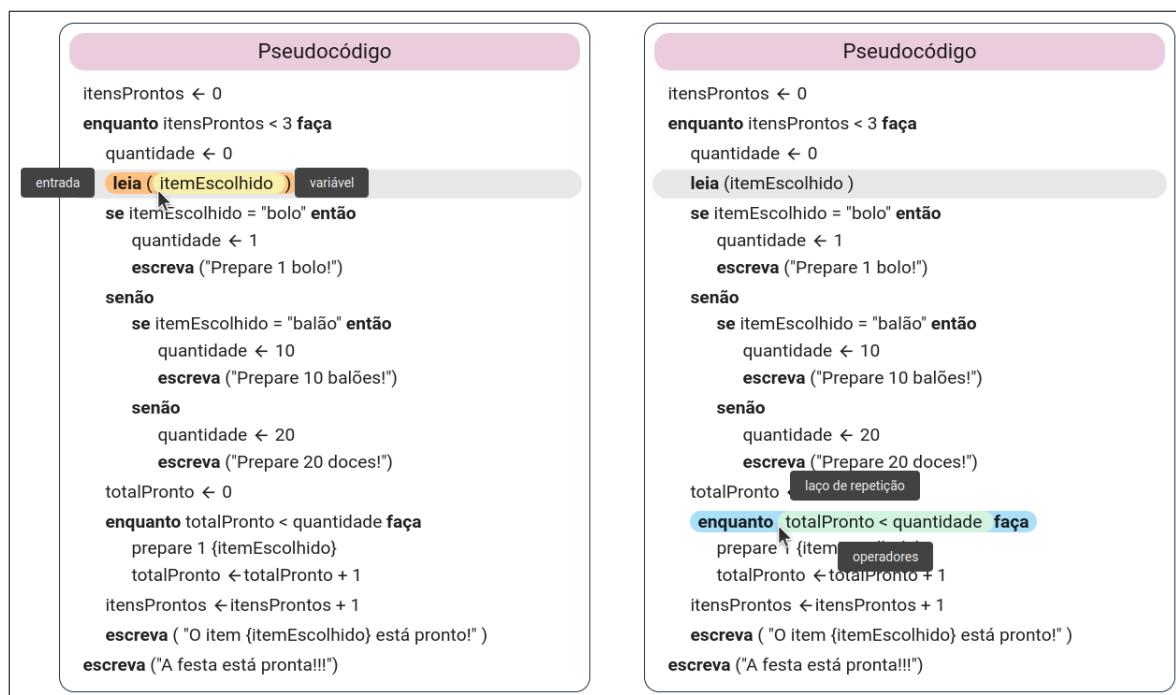 Pseudocódigo
itensProntos ← 0
enquanto itensProntos < 3 faça
quantidade ← 0
entrada leia ( itemEscolhido ) variável
se itemEscolhido = "bolo" então
quantidade ← 1
escreva ("Prepare 1 bolo!")
senão
se itemEscolhido = "balão" então
quantidade ← 10
escreva ("Prepare 10 balões!")
senão
quantidade ← 20
escreva ("Prepare 20 doces!")
totalPronto ← 0
enquanto totalPronto < quantidade faça
prepare 1 {itemEscolhido}
totalPronto ←totalPronto + 1
itensProntos ←itensProntos + 1
escreva ( "O item {itemEscolhido} está pronto!" )
escreva ("A festa está pronta!!!")
Pseudocódigo
itensProntos ← 0
enquanto itensProntos < 3 faça
quantidade ← 0
leia (itemEscolhido )
se itemEscolhido = "bolo" então
quantidade ← 1
escreva ("Prepare 1 bolo!")
senão
se itemEscolhido = "balão" então
quantidade ← 10
escreva ("Prepare 10 balões!")
senão
quantidade ← 20
escreva ("Prepare 20 doces!")
laço de repetição
totalPronto
enquanto totalPronto < quantidade faça
prepare 1
operadores
totalPronto ←totalPronto + 1
itensProntos ←itensProntos + 1
escreva ( "O item {itemEscolhido} está pronto!" )
escreva ("A festa está pronta!!!")